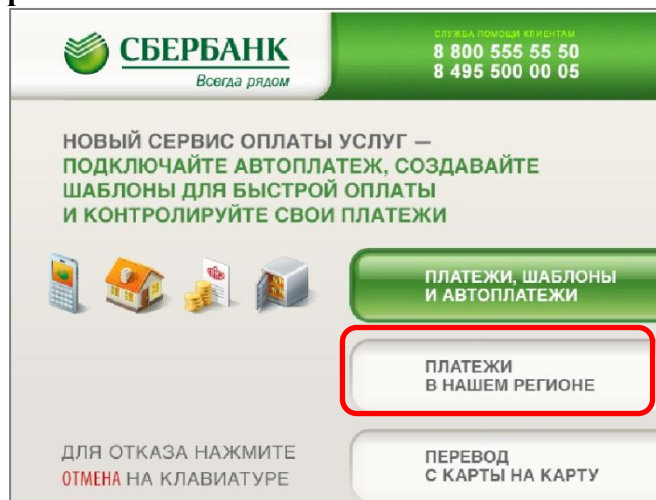 СБЕРБАНК
Всегда рядом
СЛУЖБА ПОМОЩИ КЛИЕНТАМ
8 800 555 55 50
8 495 500 00 05
НОВЫЙ СЕРВИС ОПЛАТЫ УСЛУГ —
ПОДКЛЮЧАЙТЕ АВТОПЛАТЕЖ, СОЗДАВАЙТЕ
ШАБЛОНЫ ДЛЯ БЫСТРОЙ ОПЛАТЫ
И КОНТРОЛИРУЙТЕ СВОИ ПЛАТЕЖИ
ПЛАТЕЖИ, ШАБЛОНЫ
И АВТОПЛАТЕЖИ
ПЛАТЕЖИ
В НАШЕМ РЕГИОНЕ
ДЛЯ ОТКАЗА НАЖМИТЕ
ОТМЕНА НА КЛАВИАТУРЕ
ПЕРЕВОД
С КАРТЫ НА КАРТУ